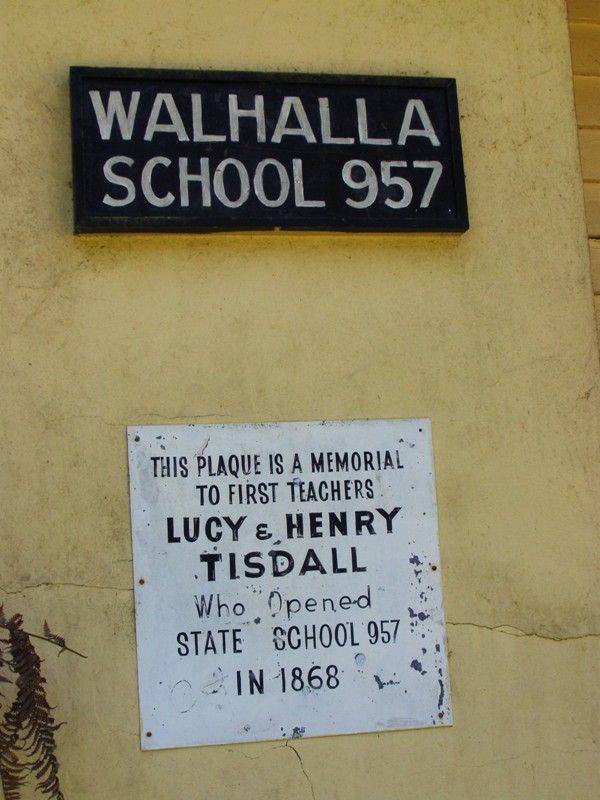 WALHALLA
SCHOOL 957
THIS PLAQUE IS A MEMORIAL
TO FIRST TEACHERS
LUCY & HENRY
TISDALL
Who Opened
STATE SCHOOL 957
IN 1868